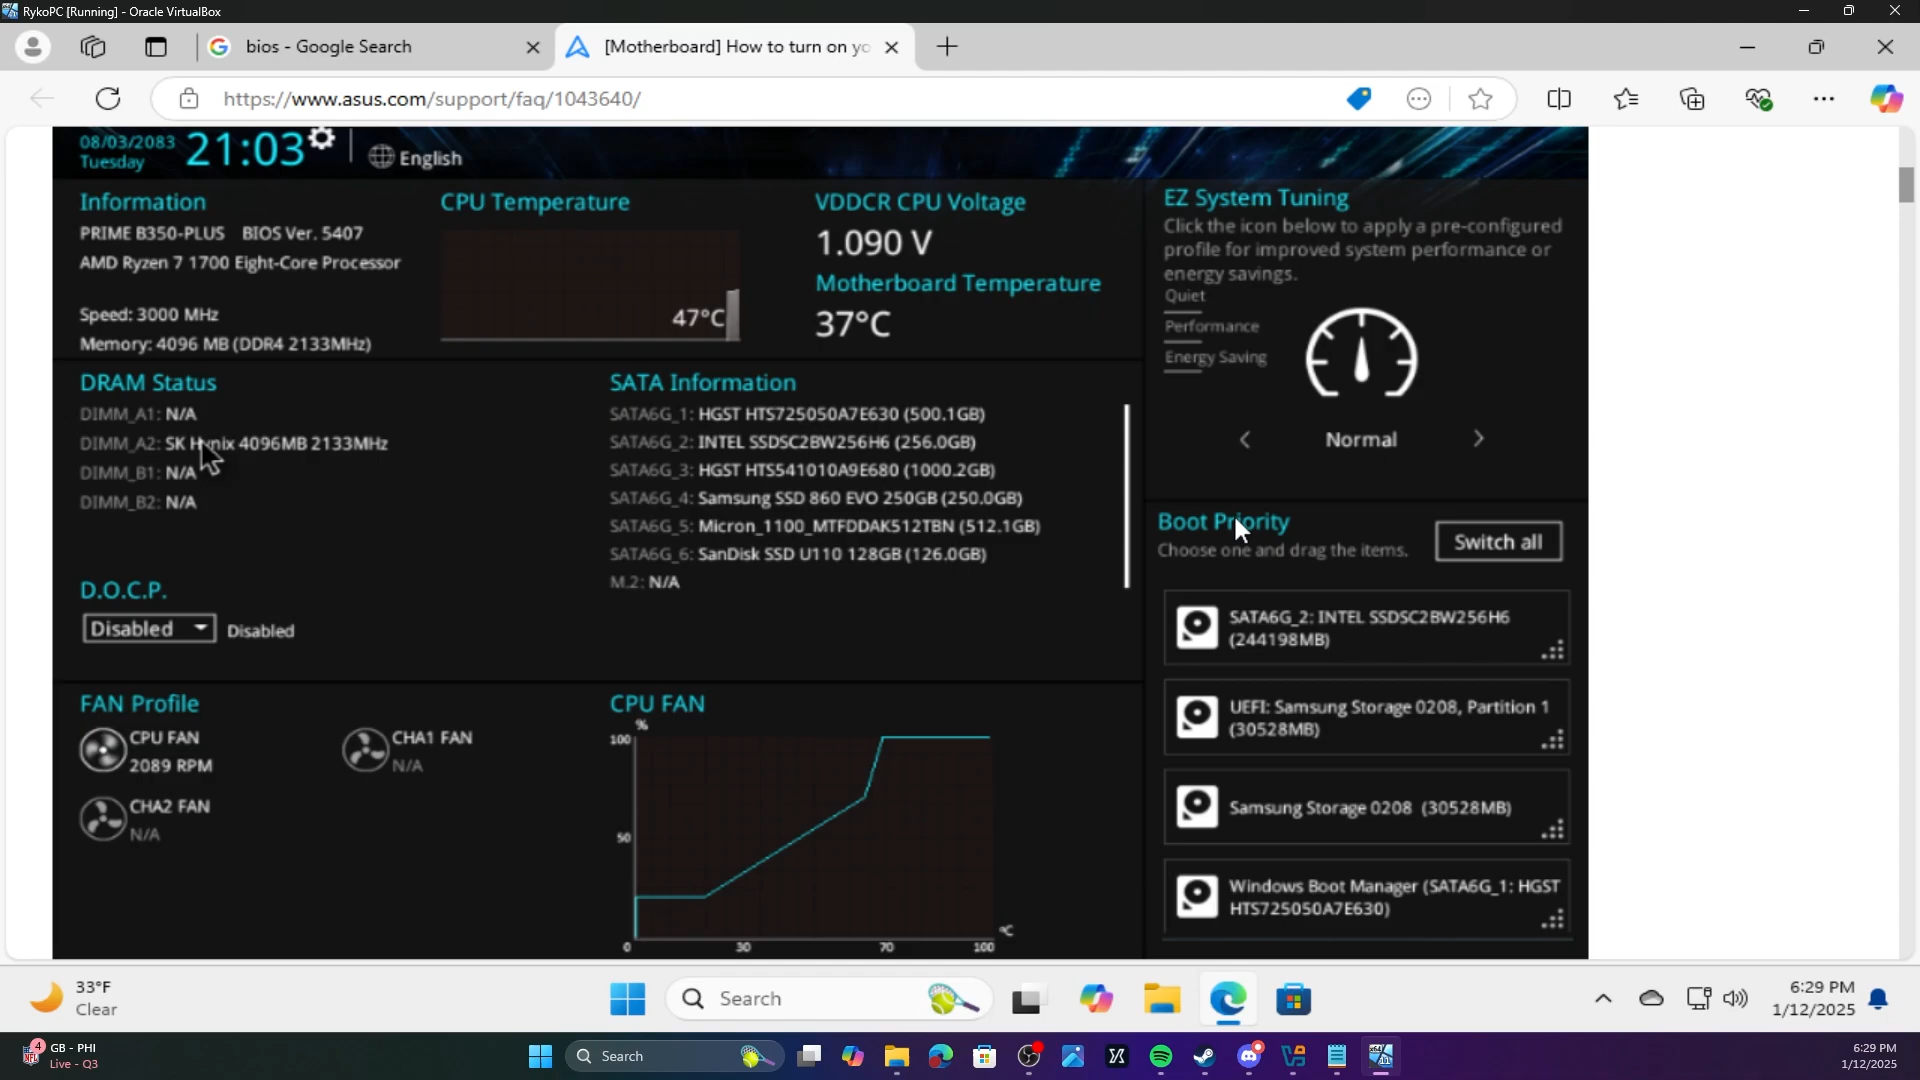 RykoPC [Running] - Oracle VirtualBox
bios - Google Search
[Motherboard] How to turn on yo
https://www.asus.com/support/faq/1043640/
08/03/2083
Tuesday
21:03
English
Information
PRIME B350-PLUS BIOS Ver. 5407
AMD Ryzen 7 1700 Eight-Core Processor
Speed: 3000 MHz
Memory: 4096 MB (DDR4 2133MHz)
CPU Temperature
47°C
VDDCR CPU Voltage
1.090 V
Motherboard Temperature
37°C
EZ System Tuning
Click the icon below to apply a pre-configured
profile for improved system performance or
energy savings.
Quiet
Performance
Energy Saving
Normal
DRAM Status
DIMM_A1: N/A
DIMM_A2: SK Hynix 4096MB 2133MHz
DIMM_B1: N/A
DIMM_B2: N/A
SATA Information
SATA6G_1: HGST HTS725050A7E630 (500.1GB)
SATA6G_2: INTEL SSDSC2BW256H6 (256.0GB)
SATA6G_3: HGST HTS541010A9E680 (1000.2GB)
SATA6G_4: Samsung SSD 860 EVO 250GB (250.0GB)
SATA6G_5: Micron_1100_MTFDDAK512TBN (512.1GB)
SATA6G_6: SanDisk SSD U110 128GB (126.0GB)
M.2: N/A
D.O.C.P.
Disabled
Disabled
Boot Priority
Choose one and drag the items.
Switch all
SATA6G_2: INTEL SSDSC2BW256H6
(244198MB)
UEFI: Samsung Storage 0208, Partition 1
(30528MB)
Samsung Storage 0208 (30528MB)
Windows Boot Manager (SATA6G_1: HGST
HTS725050A7E630)
FAN Profile
CPU FAN
2089 RPM
CHA1 FAN
N/A
CHA2 FAN
N/A
CPU FAN
%
100
50
0
30
70
100
°C
33°F
Clear
Search
6:29 PM
1/12/2025
4
GB - PHI
Live - Q3
Search
6:29 PM
1/12/2025